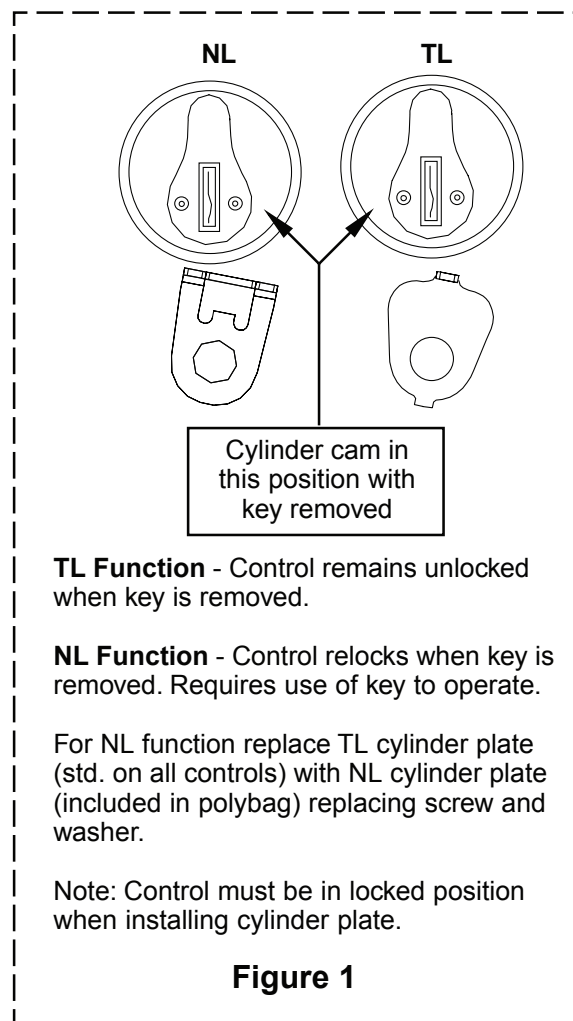 NL TL
Cylinder cam in
this position with
key removed
TL Function - Control remains unlocked
when key is removed.
NL Function - Control relocks when key is
removed. Requires use of key to operate.
For NL function replace TL cylinder plate
(std. on all controls) with NL cylinder plate
(included in polybag) replacing screw and
washer.
Note: Control must be in locked position
when installing cylinder plate.
Figure 1